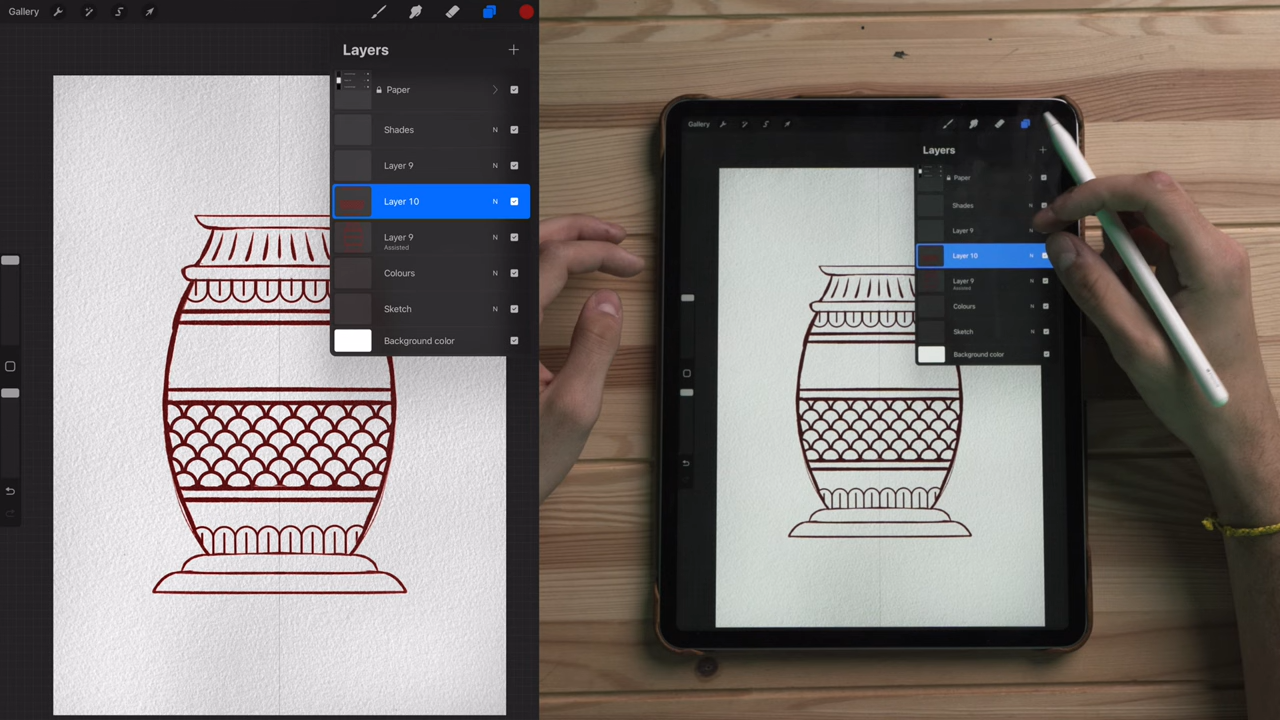 Gallery
Layers
Paper
Shades N
Layer 9 N
Layer 10 N
Layer 9 N
Assisted
Colours N
Sketch N
Background color
Gallery
Layers
Paper
Shades N
Layer 9 N
Layer 10 N
Layer 9 N
Assisted
Colours N
Sketch N
Background color